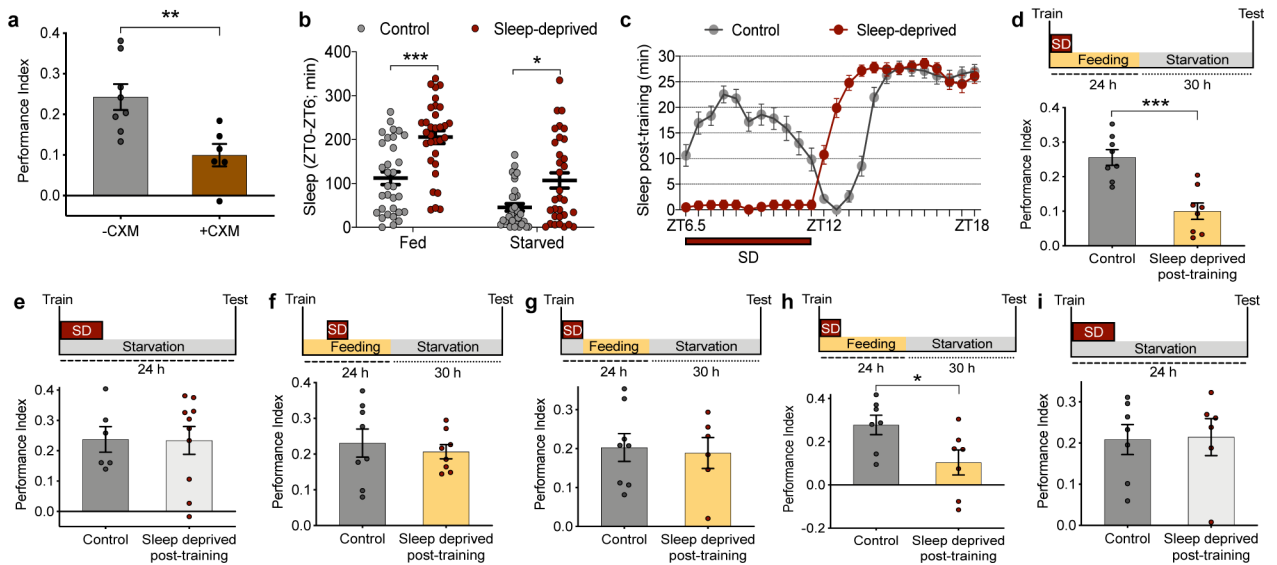 a
**
0.4
0.3
0.2
0.1
0.0
Performance Index
-CXM
+CXM
b
Control
Sleep-deprived
400
300
200
100
0
Sleep (ZT0-ZT6; min)
***
*
Fed
Starved
c
Control
Sleep-deprived
30
25
20
15
10
5
0
Sleep post-training (min)
ZT6.5
ZT12
ZT18
SD
d
Train
Test
SD
Feeding
Starvation
24 h
30 h
***
0.4
0.3
0.2
0.1
0.0
Performance Index
Control
Sleep deprived
post-training
e
Train
Test
SD
Starvation
24 h
0.4
0.3
0.2
0.1
0.0
Performance Index
Control
Sleep deprived
post-training
f
Train
Test
SD
Feeding
Starvation
24 h
30 h
0.4
0.3
0.2
0.1
0.0
Performance Index
Control
Sleep deprived
post-training
g
Train
Test
SD
Feeding
Starvation
24 h
30 h
0.3
0.2
0.1
0.0
Performance Index
Control
Sleep deprived
post-training
h
Train
Test
SD
Feeding
Starvation
24 h
30 h
*
0.4
0.2
0.0
-0.2
Performance Index
Control
Sleep deprived
post-training
i
Train
Test
SD
Starvation
24 h
0.3
0.2
0.1
0.0
Performance Index
Control
Sleep deprived
post-training